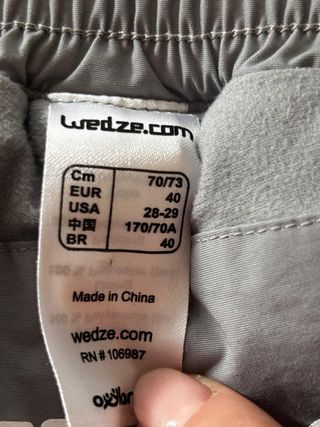 wedze.com
Cm 70/73
EUR 40
USA 28-29
中国 170/70A
BR 40
Made in China
wedze.com
RN # 106987